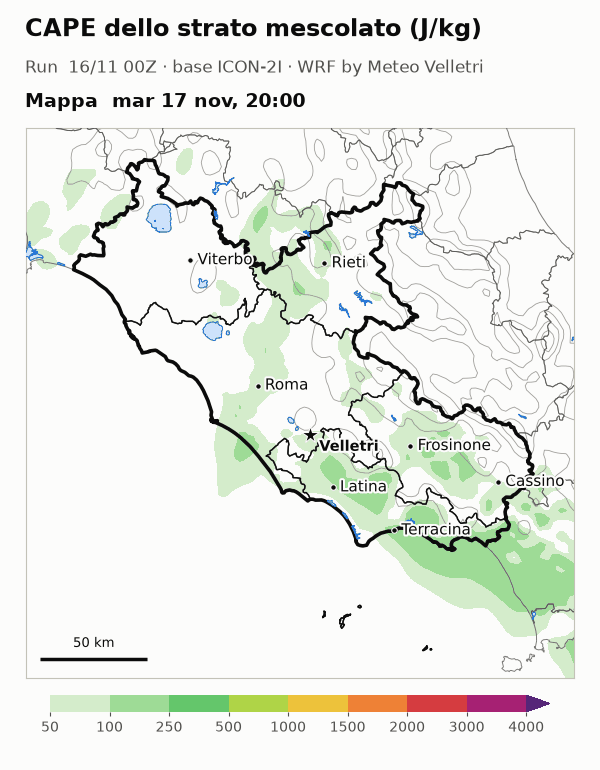 CAPE dello strato mescolato (J/kg)
Run  16/11 00Z · base ICON-2I · WRF by Meteo Velletri
Mappa  mar 17 nov, 20:00
Viterbo
Rieti
Roma
Velletri
Frosinone
Cassino
Latina
Terracina
50 km
50 100 250 500 1000 1500 2000 3000 4000